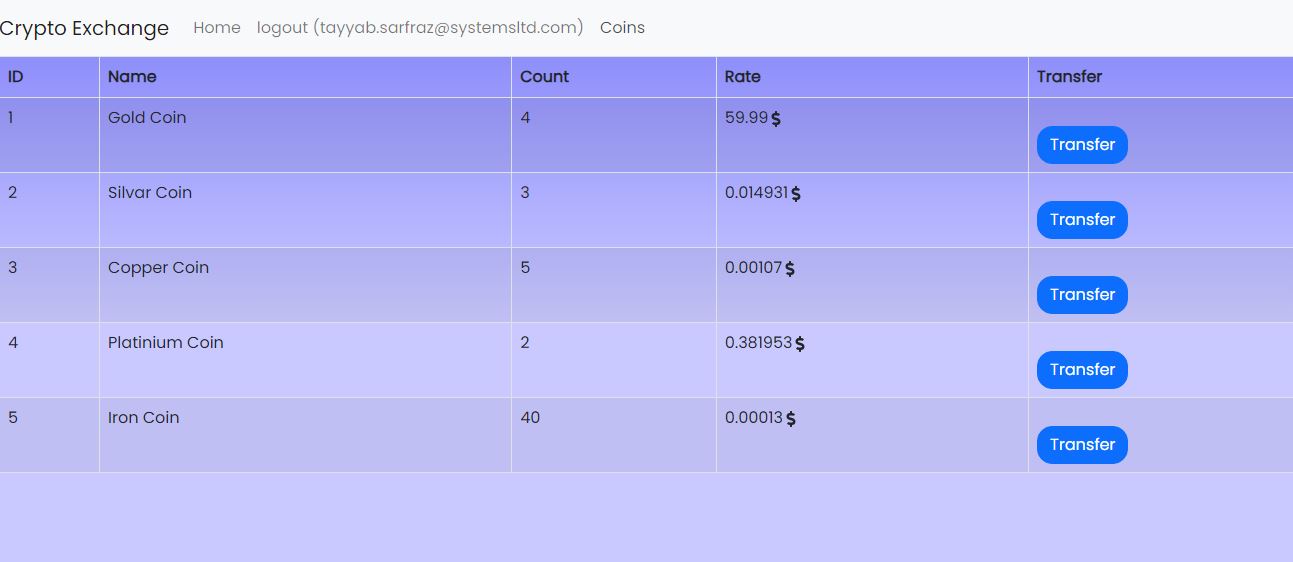 Crypto Exchange Home logout (tayyab.sarfraz@systemsltd.com) Coins
ID Name Count Rate Transfer
1 Gold Coin 4 59.99$
Transfer
2 Silvar Coin 3 0.014931$
Transfer
3 Copper Coin 5 0.00107$
Transfer
4 Platinium Coin 2 0.381953$
Transfer
5 Iron Coin 40 0.00013$
Transfer